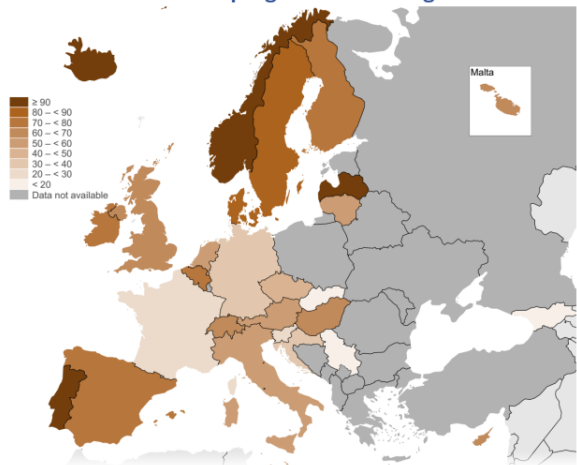 Malta
≥ 90
80 – < 90
70 – < 80
60 – < 70
50 – < 60
40 – < 50
30 – < 40
20 – < 30
< 20
Data not available